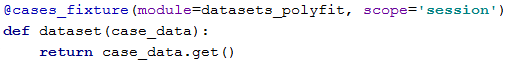 @cases_fixture(module=datasets_polyfit, scope='session')
def dataset(case_data):
    return case_data.get()